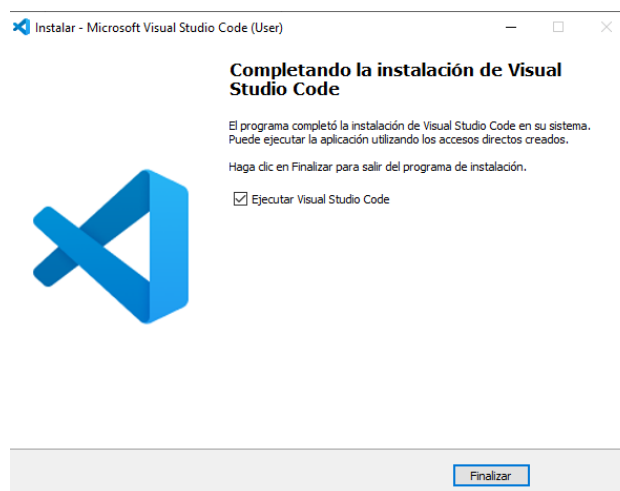 Instalar - Microsoft Visual Studio Code (User)
Completando la instalación de Visual
Studio Code
El programa completó la instalación de Visual Studio Code en su sistema.
Puede ejecutar la aplicación utilizando los accesos directos creados.
Haga clic en Finalizar para salir del programa de instalación.
Ejecutar Visual Studio Code
Finalizar